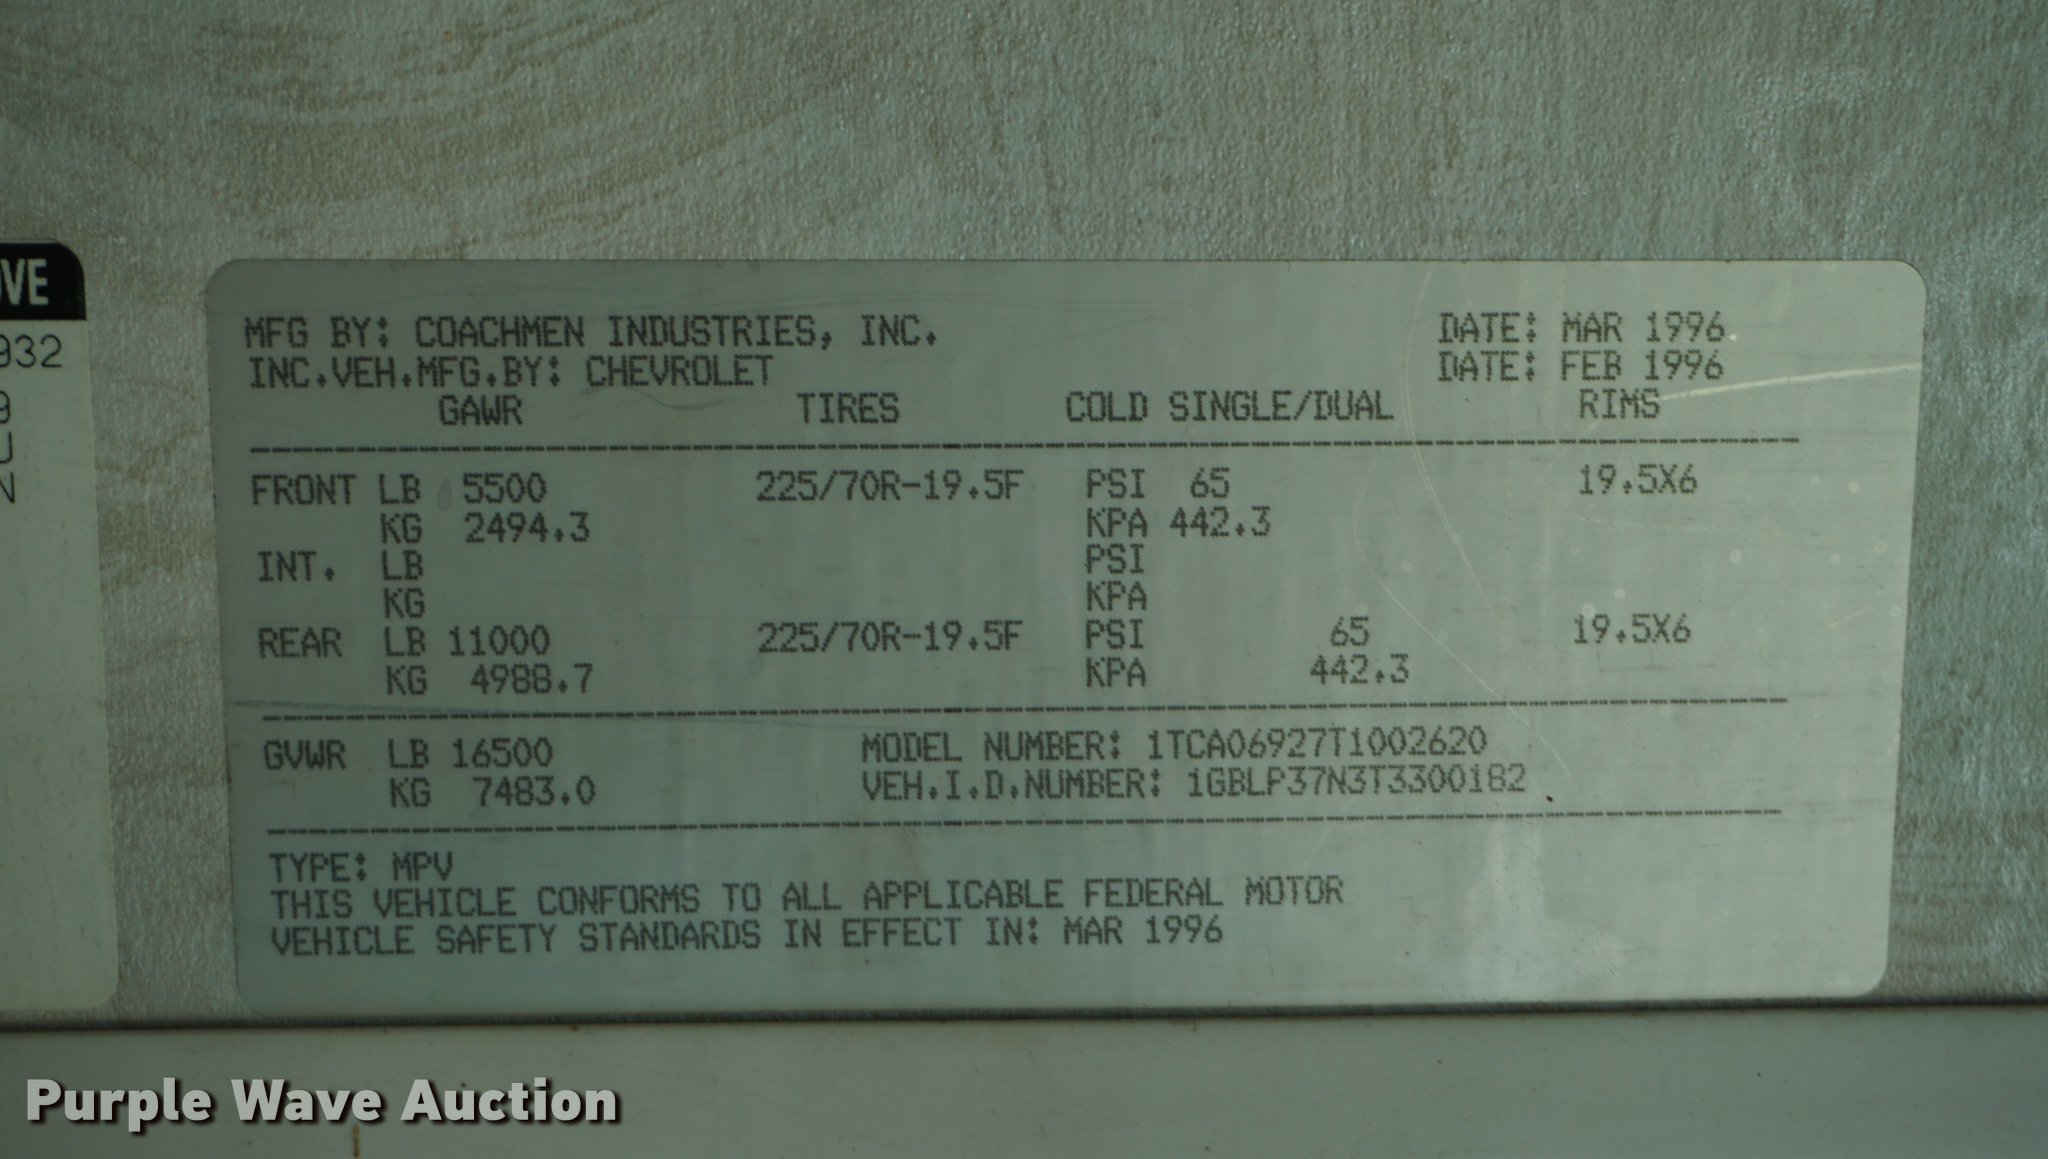 OVE
932
9
U
N
MFG BY: COACHMEN INDUSTRIES, INC. DATE: MAR 1996
INC.VEH.MFG.BY: CHEVROLET DATE: FEB 1996
GAWR TIRES COLD SINGLE/DUAL RIMS
FRONT LB 5500 225/70R-19.5F PSI 65 19.5X6
KG 2494.3 KPA 442.3
INT. LB PSI
KG KPA
REAR LB 11000 225/70R-19.5F PSI 65 19.5X6
KG 4988.7 KPA 442.3
GVWR LB 16500 MODEL NUMBER: 1TCA06927T1002620
KG 7483.0 VEH.I.D.NUMBER: 1GBLP37N3T3300182
TYPE: MPV
THIS VEHICLE CONFORMS TO ALL APPLICABLE FEDERAL MOTOR
VEHICLE SAFETY STANDARDS IN EFFECT IN: MAR 1996
Purple Wave Auction